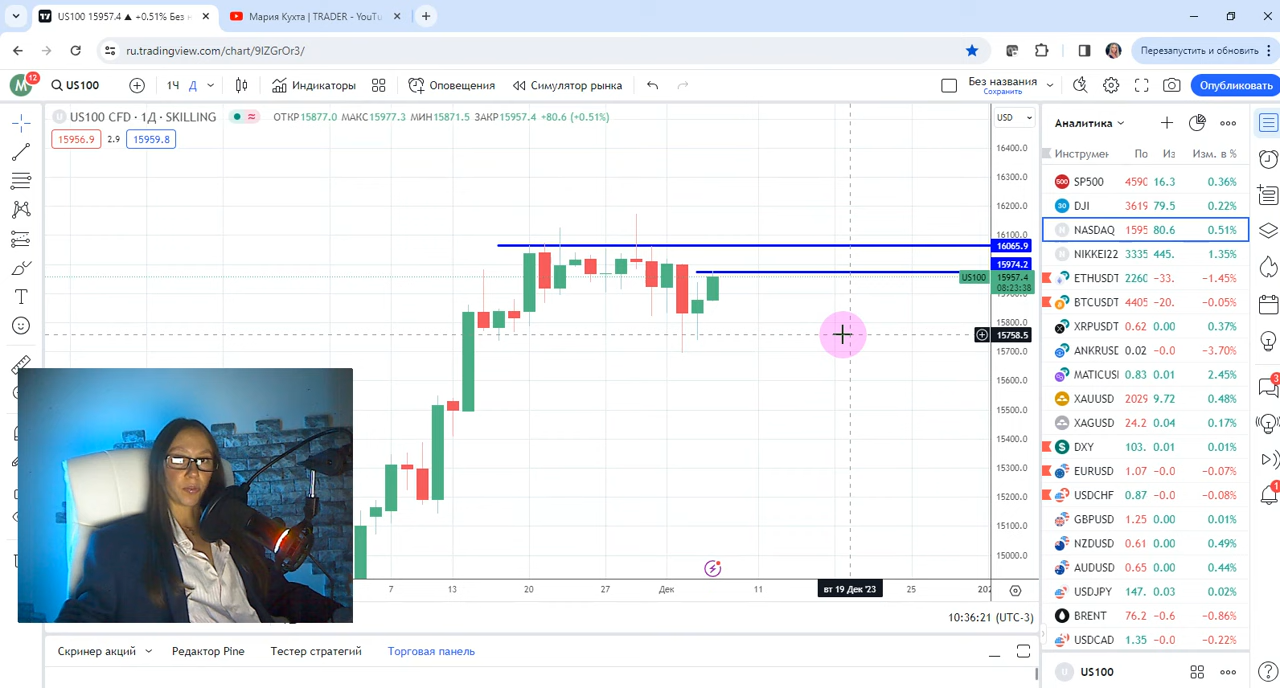 US100 15957.4 ▲ +0.51% Без
Мария Кухта | TRADER - YouTu
ru.tradingview.com/chart/9IZGrOr3/
Перезапустить и обновить
М
12
US100
1Ч
Д
Индикаторы
Оповещения
Симулятор рынка
Без названия
Сохранить
Опубликовать
US100 CFD · 1Д · SKILLING
ОТКР15877.0 МАКС15977.3 МИН15871.5 ЗАКР15957.4 +80.6 (+0.51%)
15956.9 2.9 15959.8
USD
16400.0
16300.0
16200.0
16100.0
16065.9
15974.2
US100
15957.4
08:23:38
15800.0
15758.5
15700.0
15600.0
15500.0
15400.0
15300.0
15200.0
15100.0
15000.0
7 13 20 27 Дек 11 вт 19 Дек '23 25 202
10:36:21 (UTC-3)
Скринер акций
Редактор Pine
Тестер стратегий
Торговая панель
Аналитика
Инструмен По Из Изм. в %
500 SP500 4590 16.3 0.36%
30 DJI 3619 79.5 0.22%
NASDAQ 1595 80.6 0.51%
NIKKEI22 3335 445. 1.35%
ETHUSDT 2260 −33. −1.45%
BTCUSDT 4405 −20. −0.05%
XRPUSDT 0.62 0.00 0.37%
ANKRUSD 0.02 −0.0 −3.70%
MATICUSI 0.83 0.01 2.45%
XAUUSD 2029 9.72 0.48%
XAGUSD 24.2 0.04 0.17%
DXY 103. 0.01 0.01%
EURUSD 1.07 −0.0 −0.07%
USDCHF 0.87 −0.0 −0.08%
GBPUSD 1.25 0.00 0.01%
NZDUSD 0.61 0.00 0.49%
AUDUSD 0.65 0.00 0.44%
USDJPY 147. 0.03 0.02%
BRENT 76.2 −0.6 −0.86%
USDCAD 1.35 −0.0 −0.22%
US100
3
1